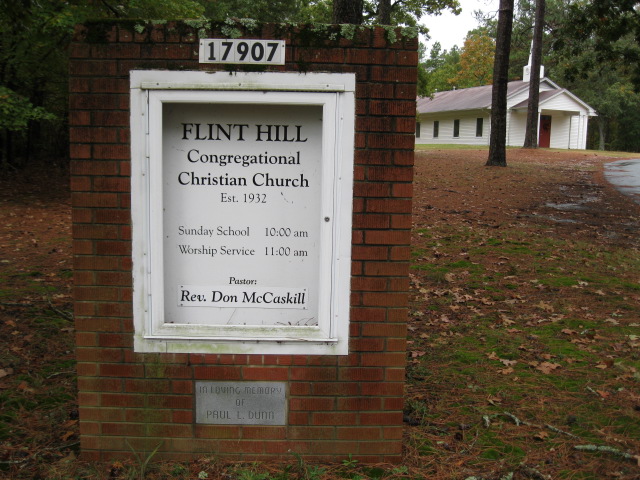 17907
FLINT HILL
Congregational
Christian Church
Est. 1932
Sunday School 10:00 am
Worship Service 11:00 am
Pastor:
Rev. Don McCaskill
IN LOVING MEMORY
OF
PAUL C. DUNN